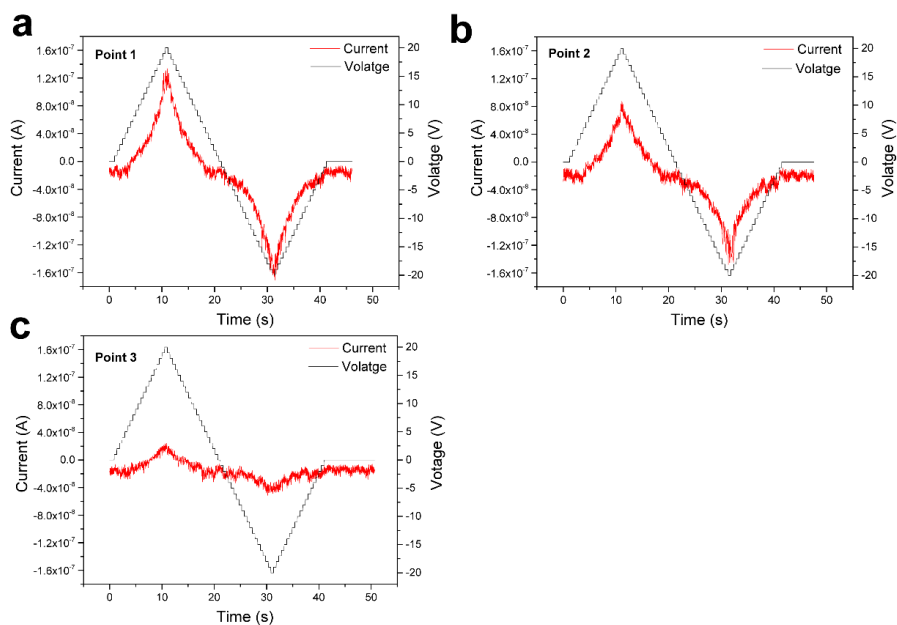 a
Point 1
Current
Volatge
Current (A)
1.6x10⁻⁷
1.2x10⁻⁷
8.0x10⁻⁸
4.0x10⁻⁸
0.0
-4.0x10⁻⁸
-8.0x10⁻⁸
-1.2x10⁻⁷
-1.6x10⁻⁷
20
15
10
5
0
-5
-10
-15
-20
Volatge (V)
0 10 20 30 40 50
Time (s)
b
Point 2
Current
Volatge
Current (A)
1.6x10⁻⁷
1.2x10⁻⁷
8.0x10⁻⁸
4.0x10⁻⁸
0.0
-4.0x10⁻⁸
-8.0x10⁻⁸
-1.2x10⁻⁷
-1.6x10⁻⁷
20
15
10
5
0
-5
-10
-15
-20
Volatge (V)
0 10 20 30 40 50
Time (s)
c
Point 3
Current
Volatge
Current (A)
1.6x10⁻⁷
1.2x10⁻⁷
8.0x10⁻⁸
4.0x10⁻⁸
0.0
-4.0x10⁻⁸
-8.0x10⁻⁸
-1.2x10⁻⁷
-1.6x10⁻⁷
20
15
10
5
0
-5
-10
-15
-20
Votage (V)
0 10 20 30 40 50
Time (s)